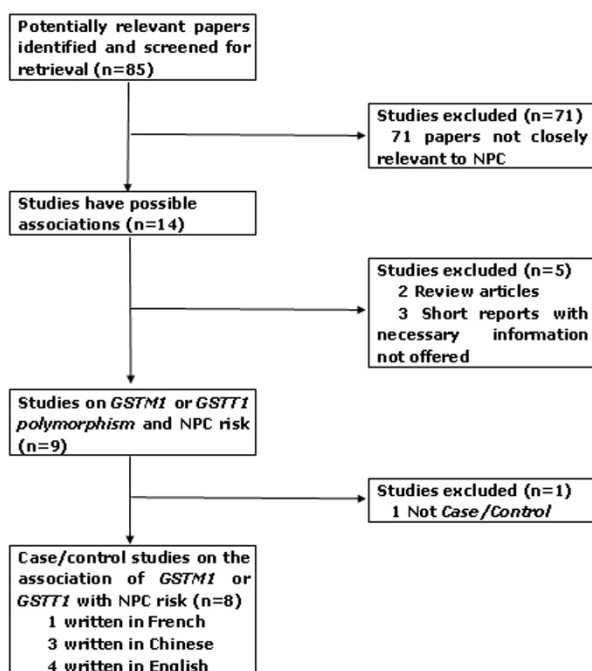 Potentially relevant papers
identified and screened for
retrieval (n=85)
Studies excluded (n=71)
71 papers not closely
relevant to NPC
Studies have possible
associations (n=14)
Studies excluded (n=5)
2 Review articles
3 Short reports with
necessary information
not offered
Studies on GSTM1 or GSTT1
polymorphism and NPC risk
(n=9)
Studies excluded (n=1)
1 Not Case/Control
Case/control studies on the
association of GSTM1 or
GSTT1 with NPC risk (n=8)
1 written in French
3 written in Chinese
4 written in English